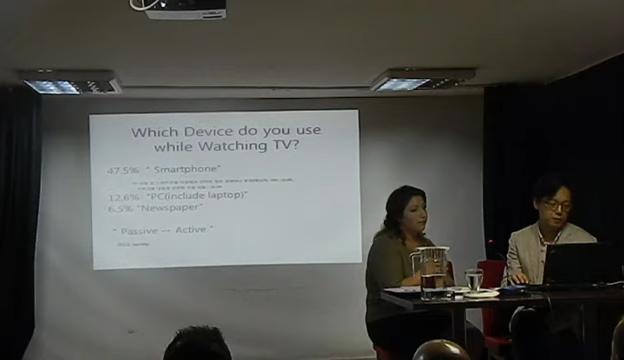 Which Device do you use
while Watching TV?
47.5% " Smartphone"
12.6% "PC(include laptop)"
6.5% "Newspaper"
" Passive → Active "